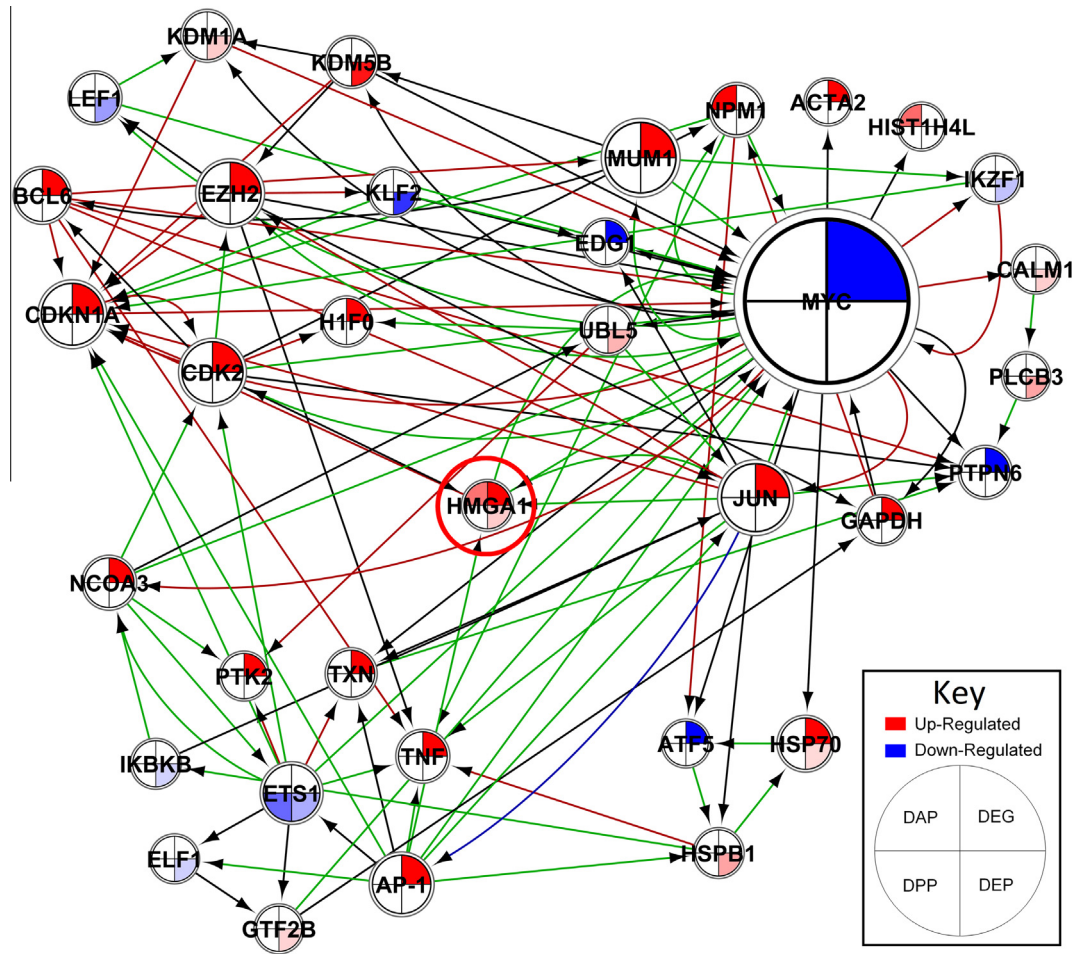 KDM1A
KDM5B
LEF1
NPM1
ACTA2
HIST1H4L
MUM1
IKZF1
BCL6
EZH2
KLF2
EDG1
CALM1
MYC
CDKN1A
H1F0
UBL5
CDK2
PLCB3
PTPN6
HMGA1
JUN
GAPDH
NCOA3
PTK2
TXN
IKBKB
TNF
ATF5
HSP70
ETS1
ELF1
AP-1
HSPB1
GTF2B
Key
Up-Regulated
Down-Regulated
DAP DEG
DPP DEP